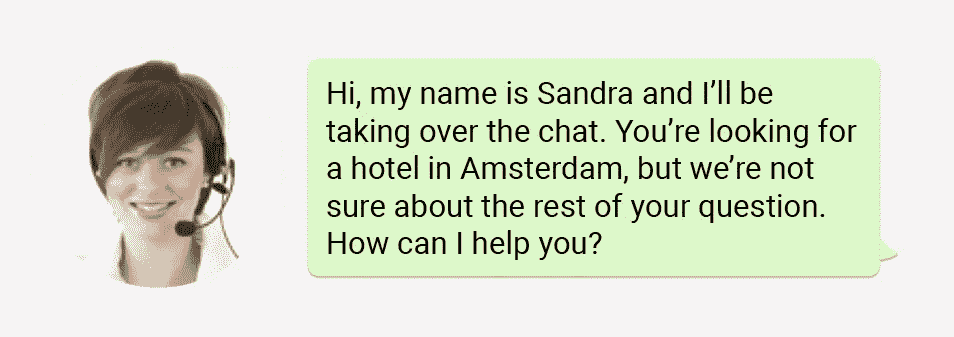 Hi, my name is Sandra and I’ll be
taking over the chat. You’re looking for
a hotel in Amsterdam, but we’re not
sure about the rest of your question.
How can I help you?